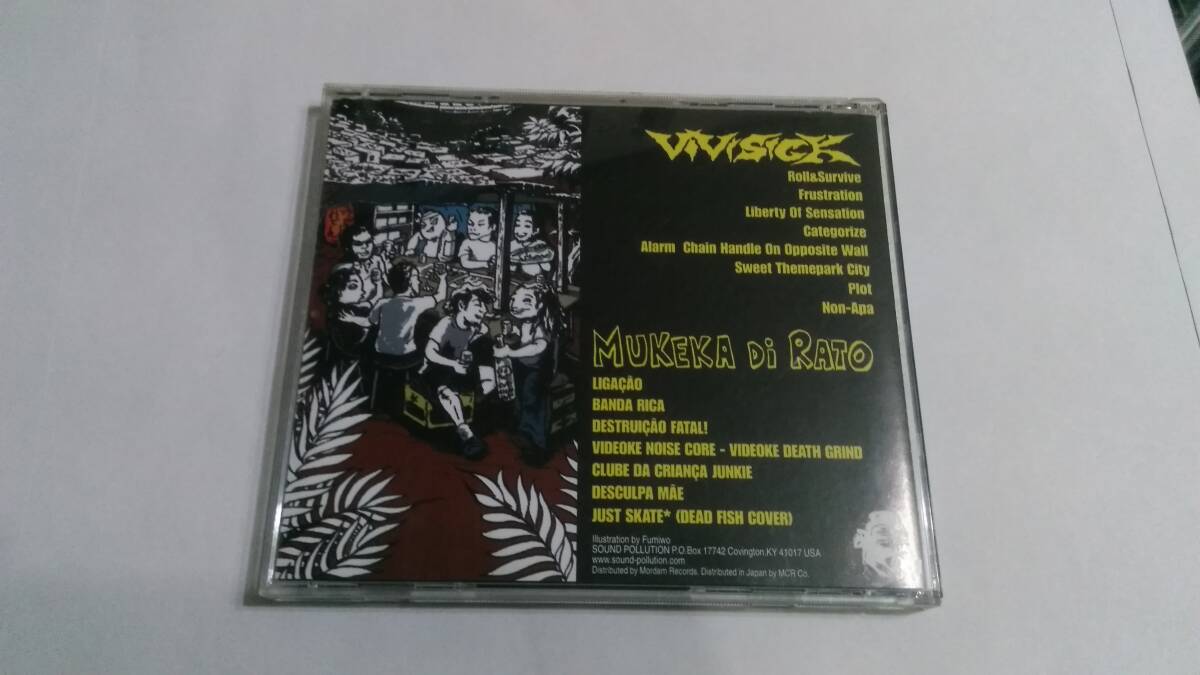 ViViSiCK
Roll&Survive
Frustration
Liberty Of Sensation
Categorize
Alarm Chain Handle On Opposite Wall
Sweet Themepark City
Plot
Non-Apa
MUKEKA Di RATO
LIGAÇÃO
BANDA RICA
DESTRUIÇÃO FATAL!
VIDEOKE NOISE CORE - VIDEOKE DEATH GRIND
CLUBE DA CRIANÇA JUNKIE
DESCULPA MÃE
JUST SKATE* (DEAD FISH COVER)
Illustration by Fumiwo
SOUND POLLUTION P.O.Box 17742 Covington.KY 41017 USA
www.sound-pollution.com
Distributed by Mordam Records. Distributed in Japan by MCR Co.